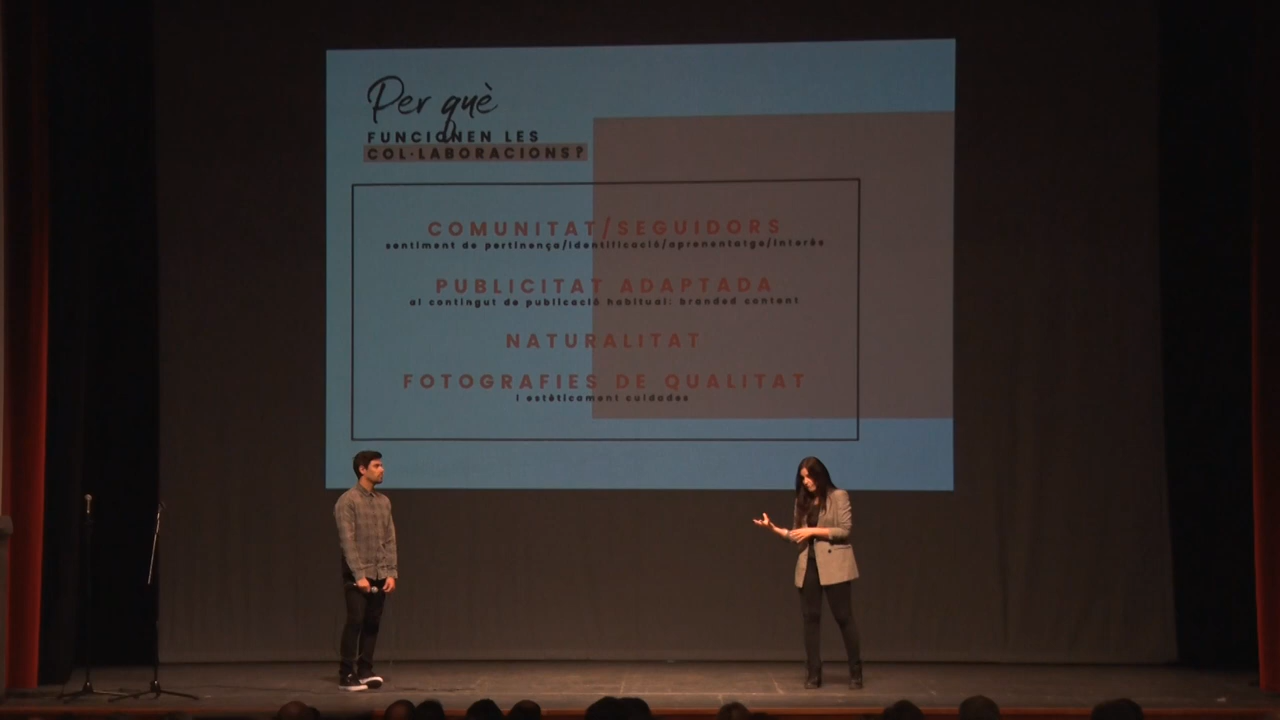 Per què
FUNCIONEN LES
COL·LABORACIONS?
COMUNITAT/SEGUIDORS
sentiment de pertinença/identificació/aprenentatge/interès
PUBLICITAT ADAPTADA
al contingut de publicació habitual: branded content
NATURALITAT
FOTOGRAFIES DE QUALITAT
i estèticament cuidades